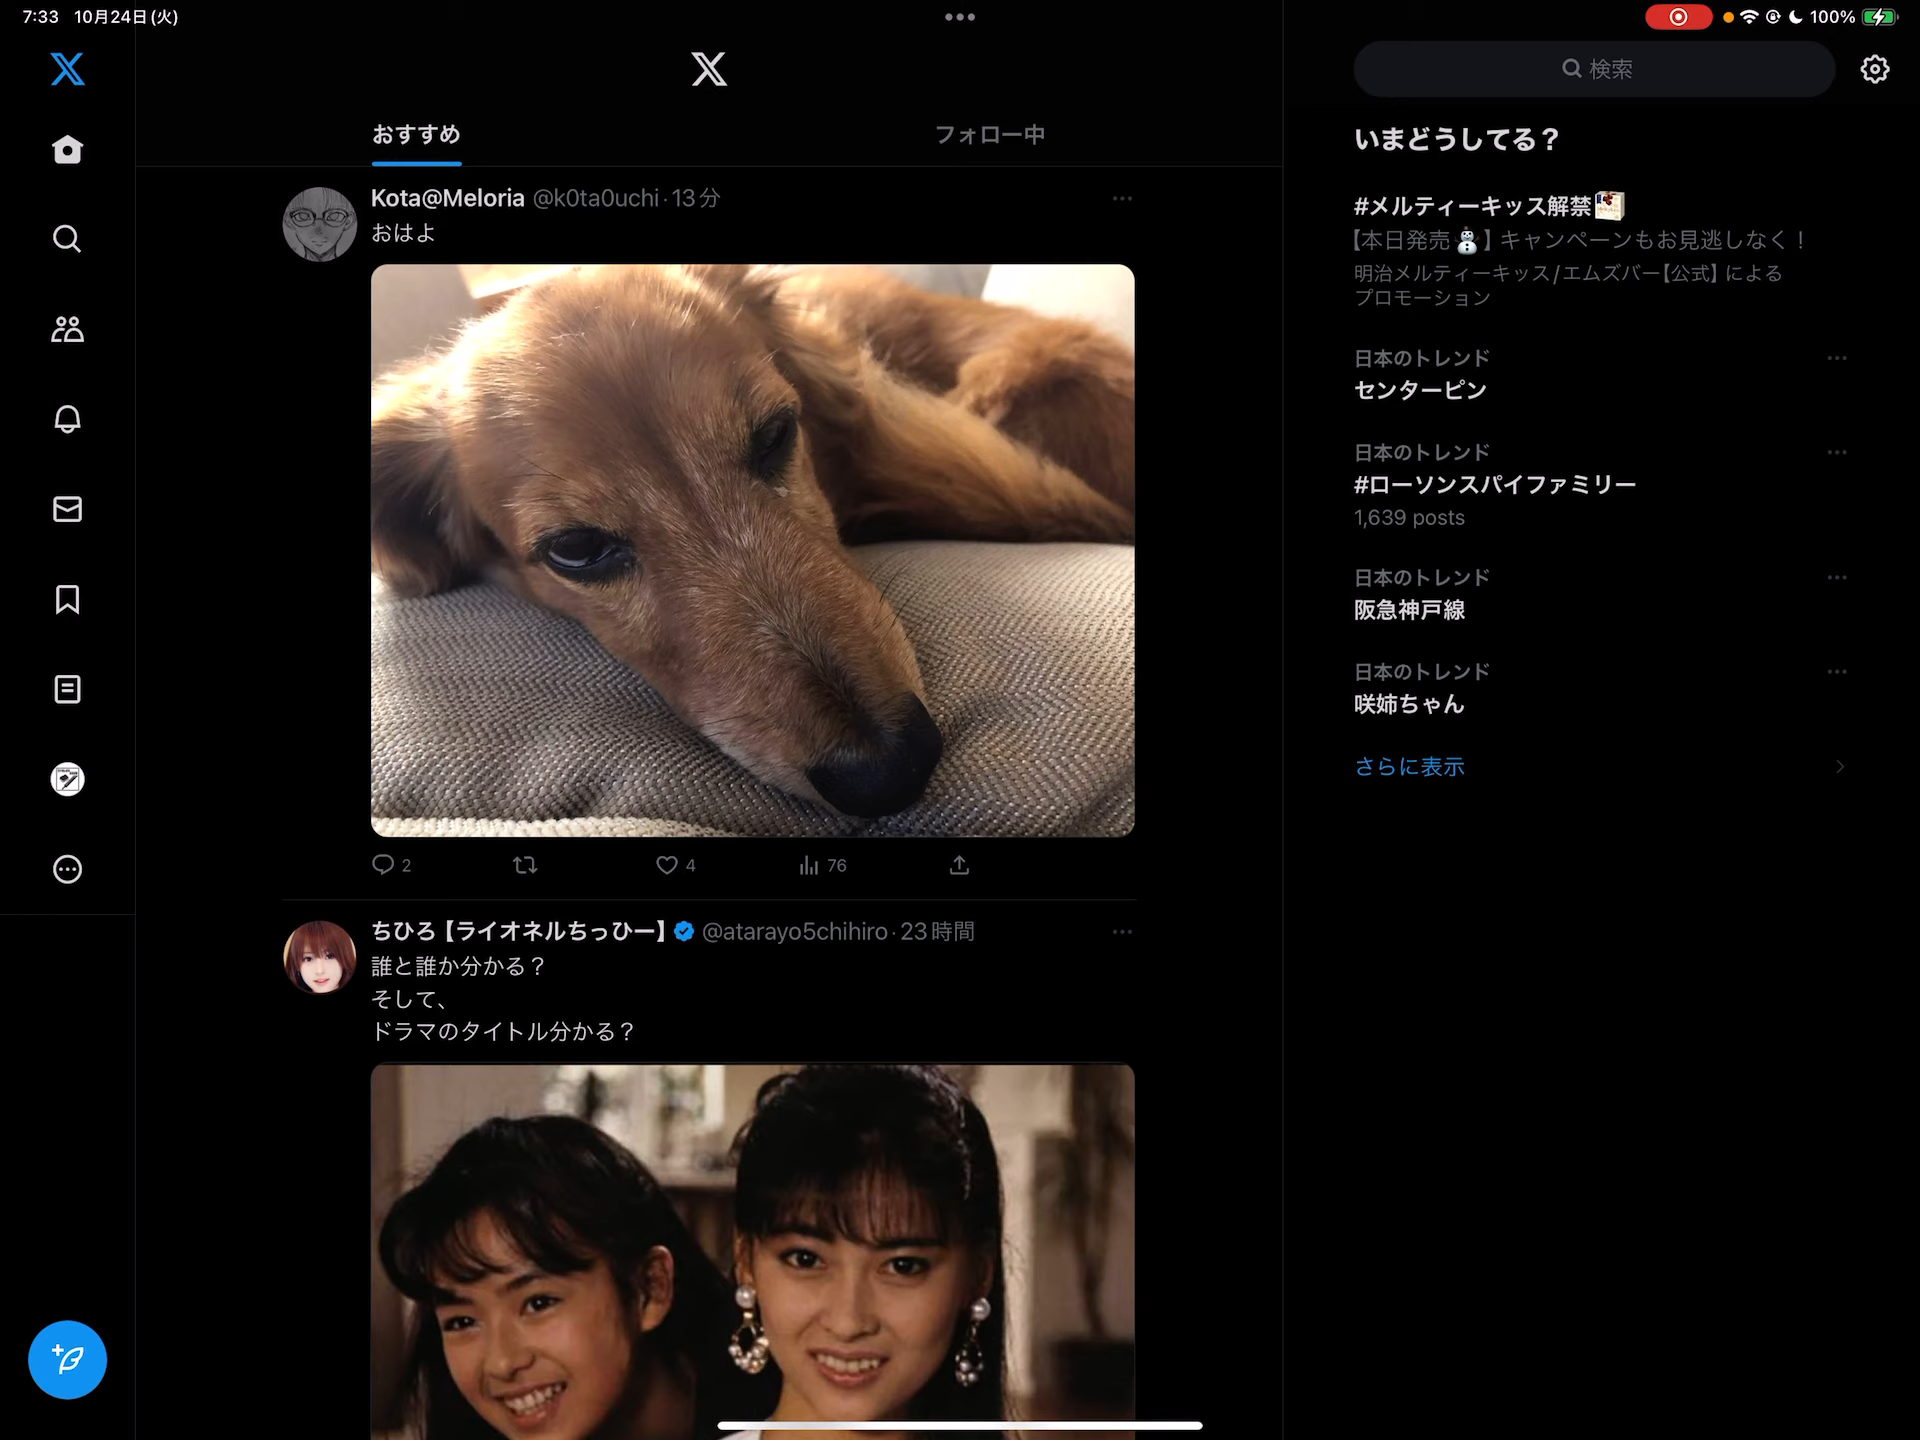 7:33 10月24日(火)
100%
検索
おすすめ
フォロー中
いまどうしてる？
Kota@Meloria @k0ta0uchi·13分
おはよ
#メルティーキッス解禁
【本日発売⛄】キャンペーンもお見逃しなく！
明治メルティーキッス/エムズバー【公式】による
プロモーション
日本のトレンド
センターピン
日本のトレンド
#ローソンスパイファミリー
1,639 posts
日本のトレンド
阪急神戸線
日本のトレンド
咲姉ちゃん
さらに表示
2
4
76
ちひろ【ライオネルちっひー】 @atarayo5chihiro·23時間
誰と誰か分かる？
そして、
ドラマのタイトル分かる？